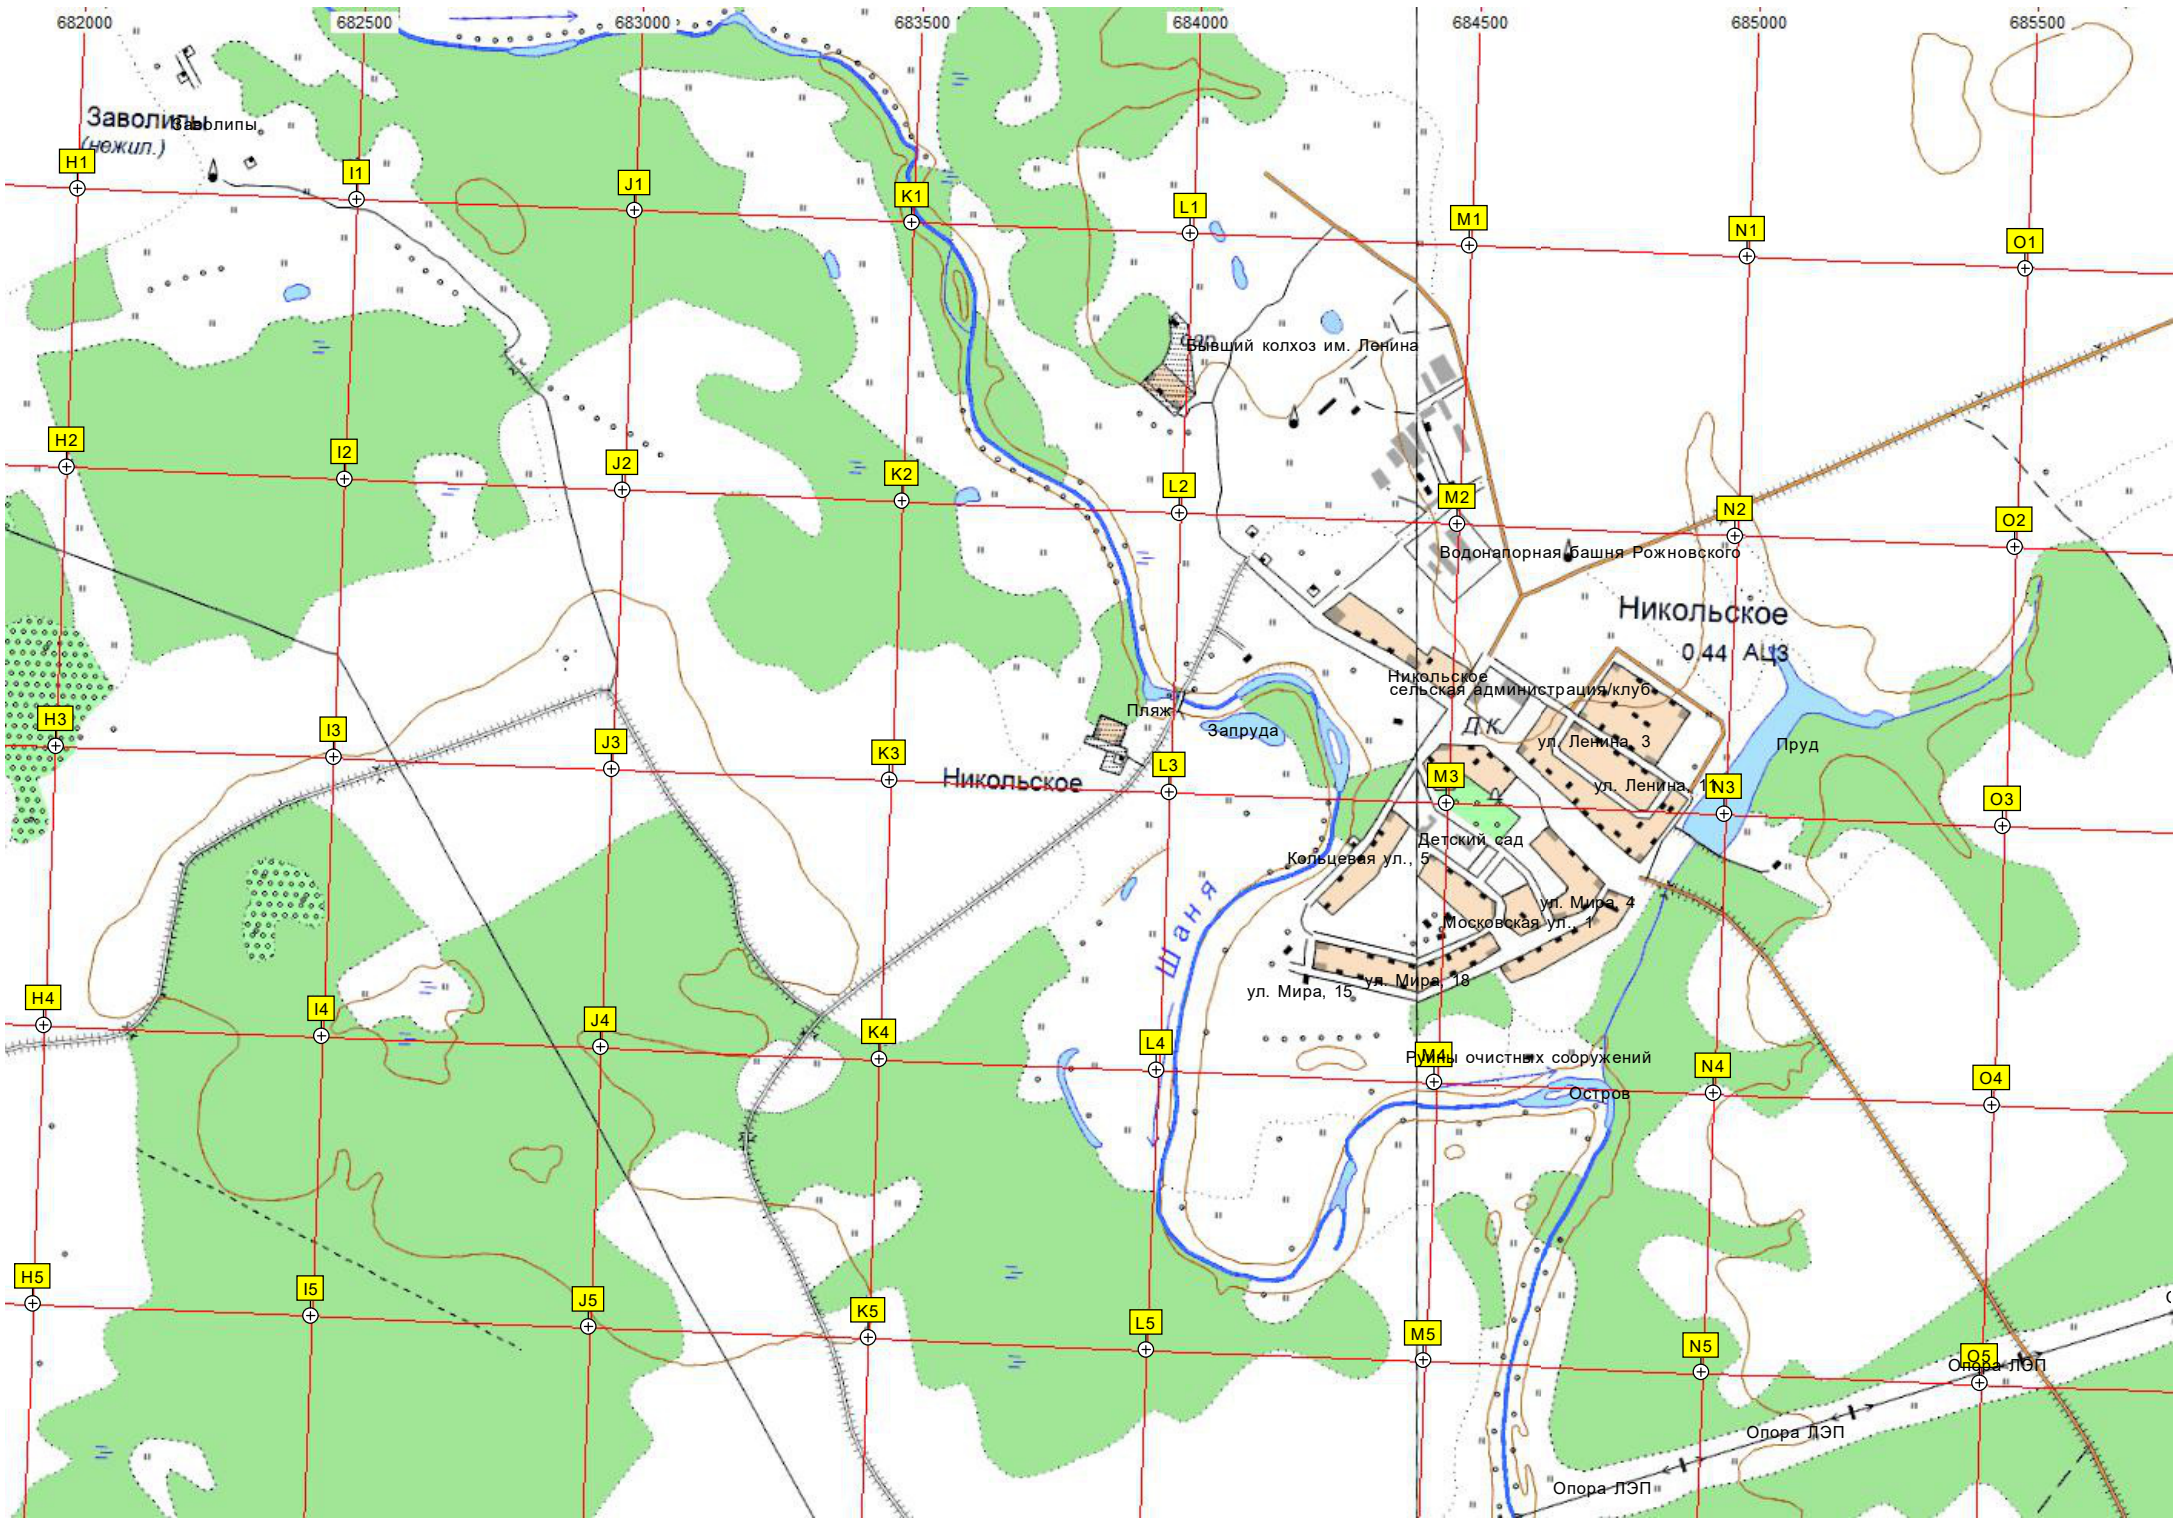 682000 682500 683000 683500 684000 684500 685000 685500
Заволипы
Заволипы
(нежил.)
H1 I1 J1 K1 L1 M1 N1 O1
сар.
Бывший колхоз им. Ленина
H2 I2 J2 K2 L2 M2 N2 O2
Водонапорная башня Рожновского
Никольское
0.44 АЦЗ
Никольское
сельская администрация/клуб
Пляж
Запруда
Д.К.
ул. Ленина, 3
Пруд
H3 I3 J3 K3 L3 M3 N3 O3
Никольское
ул. Ленина, 11
Детский сад
Кольцевая ул., 5
Шаня
ул. Мира, 4
Московская ул., 1
ул. Мира, 18
ул. Мира, 15
H4 I4 J4 K4 L4 M4 N4 O4
Руины очистных сооружений
Остров
H5 I5 J5 K5 L5 M5 N5 O5
Опора ЛЭП
Опора ЛЭП
Опора ЛЭП